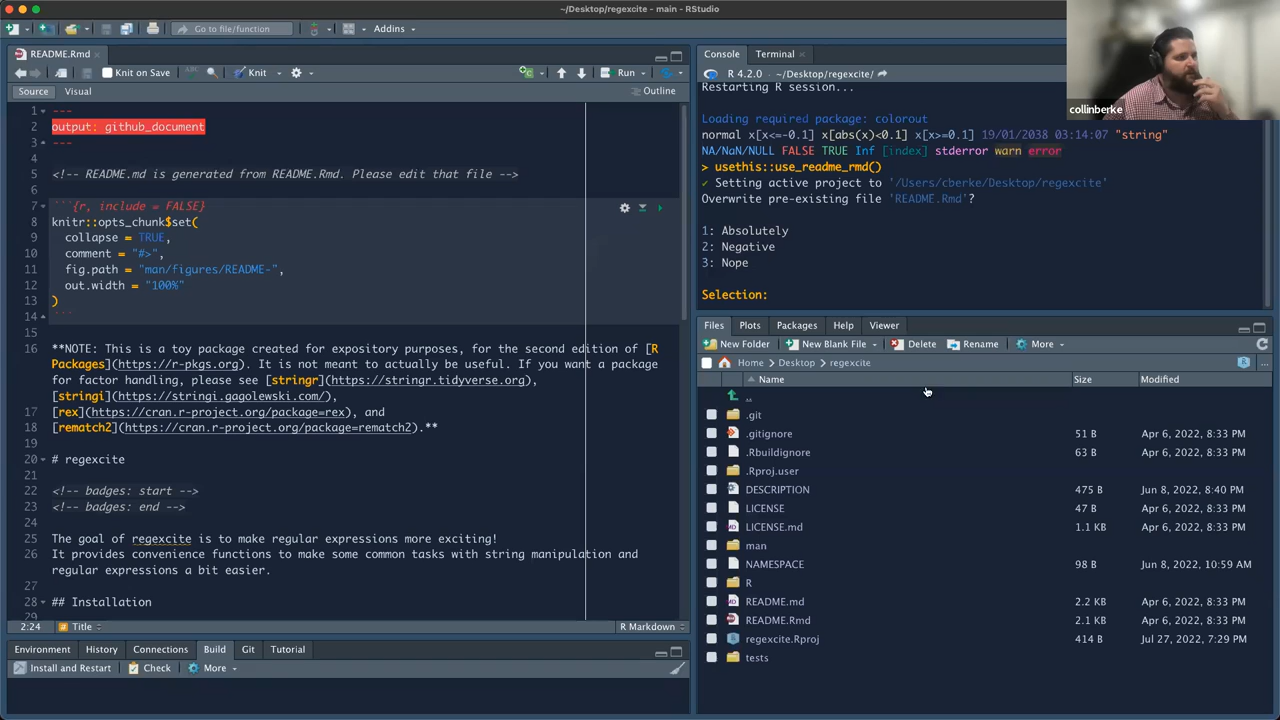 ~/Desktop/regexcite - main - RStudio
Go to file/function
Addins
README.Rmd
Knit on Save
Knit
Run
Source
Visual
Outline
1 ---
2 output: github_document
3 ---
4
5 <!-- README.md is generated from README.Rmd. Please edit that file -->
6
7 ```{r, include = FALSE}
8 knitr::opts_chunk$set(
9 collapse = TRUE,
10 comment = "#>",
11 fig.path = "man/figures/README-",
12 out.width = "100%"
13 )
14 ```
15
16 **NOTE: This is a toy package created for expository purposes, for the second edition of [R
Packages](https://r-pkgs.org). It is not meant to actually be useful. If you want a package
for factor handling, please see [stringr](https://stringr.tidyverse.org),
[stringi](https://stringi.gagolewski.com/),
17 [rex](https://cran.r-project.org/package=rex), and
18 [rematch2](https://cran.r-project.org/package=rematch2).**
19
20 # regexcite
21
22 <!-- badges: start -->
23 <!-- badges: end -->
24
25 The goal of regexcite is to make regular expressions more exciting!
26 It provides convenience functions to make some common tasks with string manipulation and
regular expressions a bit easier.
27
28 ## Installation
29
2:24 Title
R Markdown
Environment History Connections Build Git Tutorial
Install and Restart Check More
Console Terminal
R 4.2.0 · ~/Desktop/regexcite/
Restarting R session...
Loading required package: colorout
normal x[x<=-0.1] x[abs(x)<0.1] x[x>=0.1] 19/01/2038 03:14:07 "string"
NA/NaN/NULL FALSE TRUE Inf [index] stderror warn error
> usethis::use_readme_rmd()
✓ Setting active project to '/Users/cberke/Desktop/regexcite'
Overwrite pre-existing file 'README.Rmd'?
1: Absolutely
2: Negative
3: Nope
Selection:
collinberke
Files Plots Packages Help Viewer
New Folder New Blank File Delete Rename More
Home Desktop regexcite
Name Size Modified
..
.git
.gitignore 51 B Apr 6, 2022, 8:33 PM
.Rbuildignore 63 B Apr 6, 2022, 8:33 PM
.Rproj.user
DESCRIPTION 475 B Jun 8, 2022, 8:40 PM
LICENSE 47 B Apr 6, 2022, 8:33 PM
LICENSE.md 1.1 KB Apr 6, 2022, 8:33 PM
man
NAMESPACE 98 B Jun 8, 2022, 10:59 AM
R
README.md 2.2 KB Apr 6, 2022, 8:33 PM
README.Rmd 2.1 KB Apr 6, 2022, 8:33 PM
regexcite.Rproj 414 B Jul 27, 2022, 7:29 PM
tests